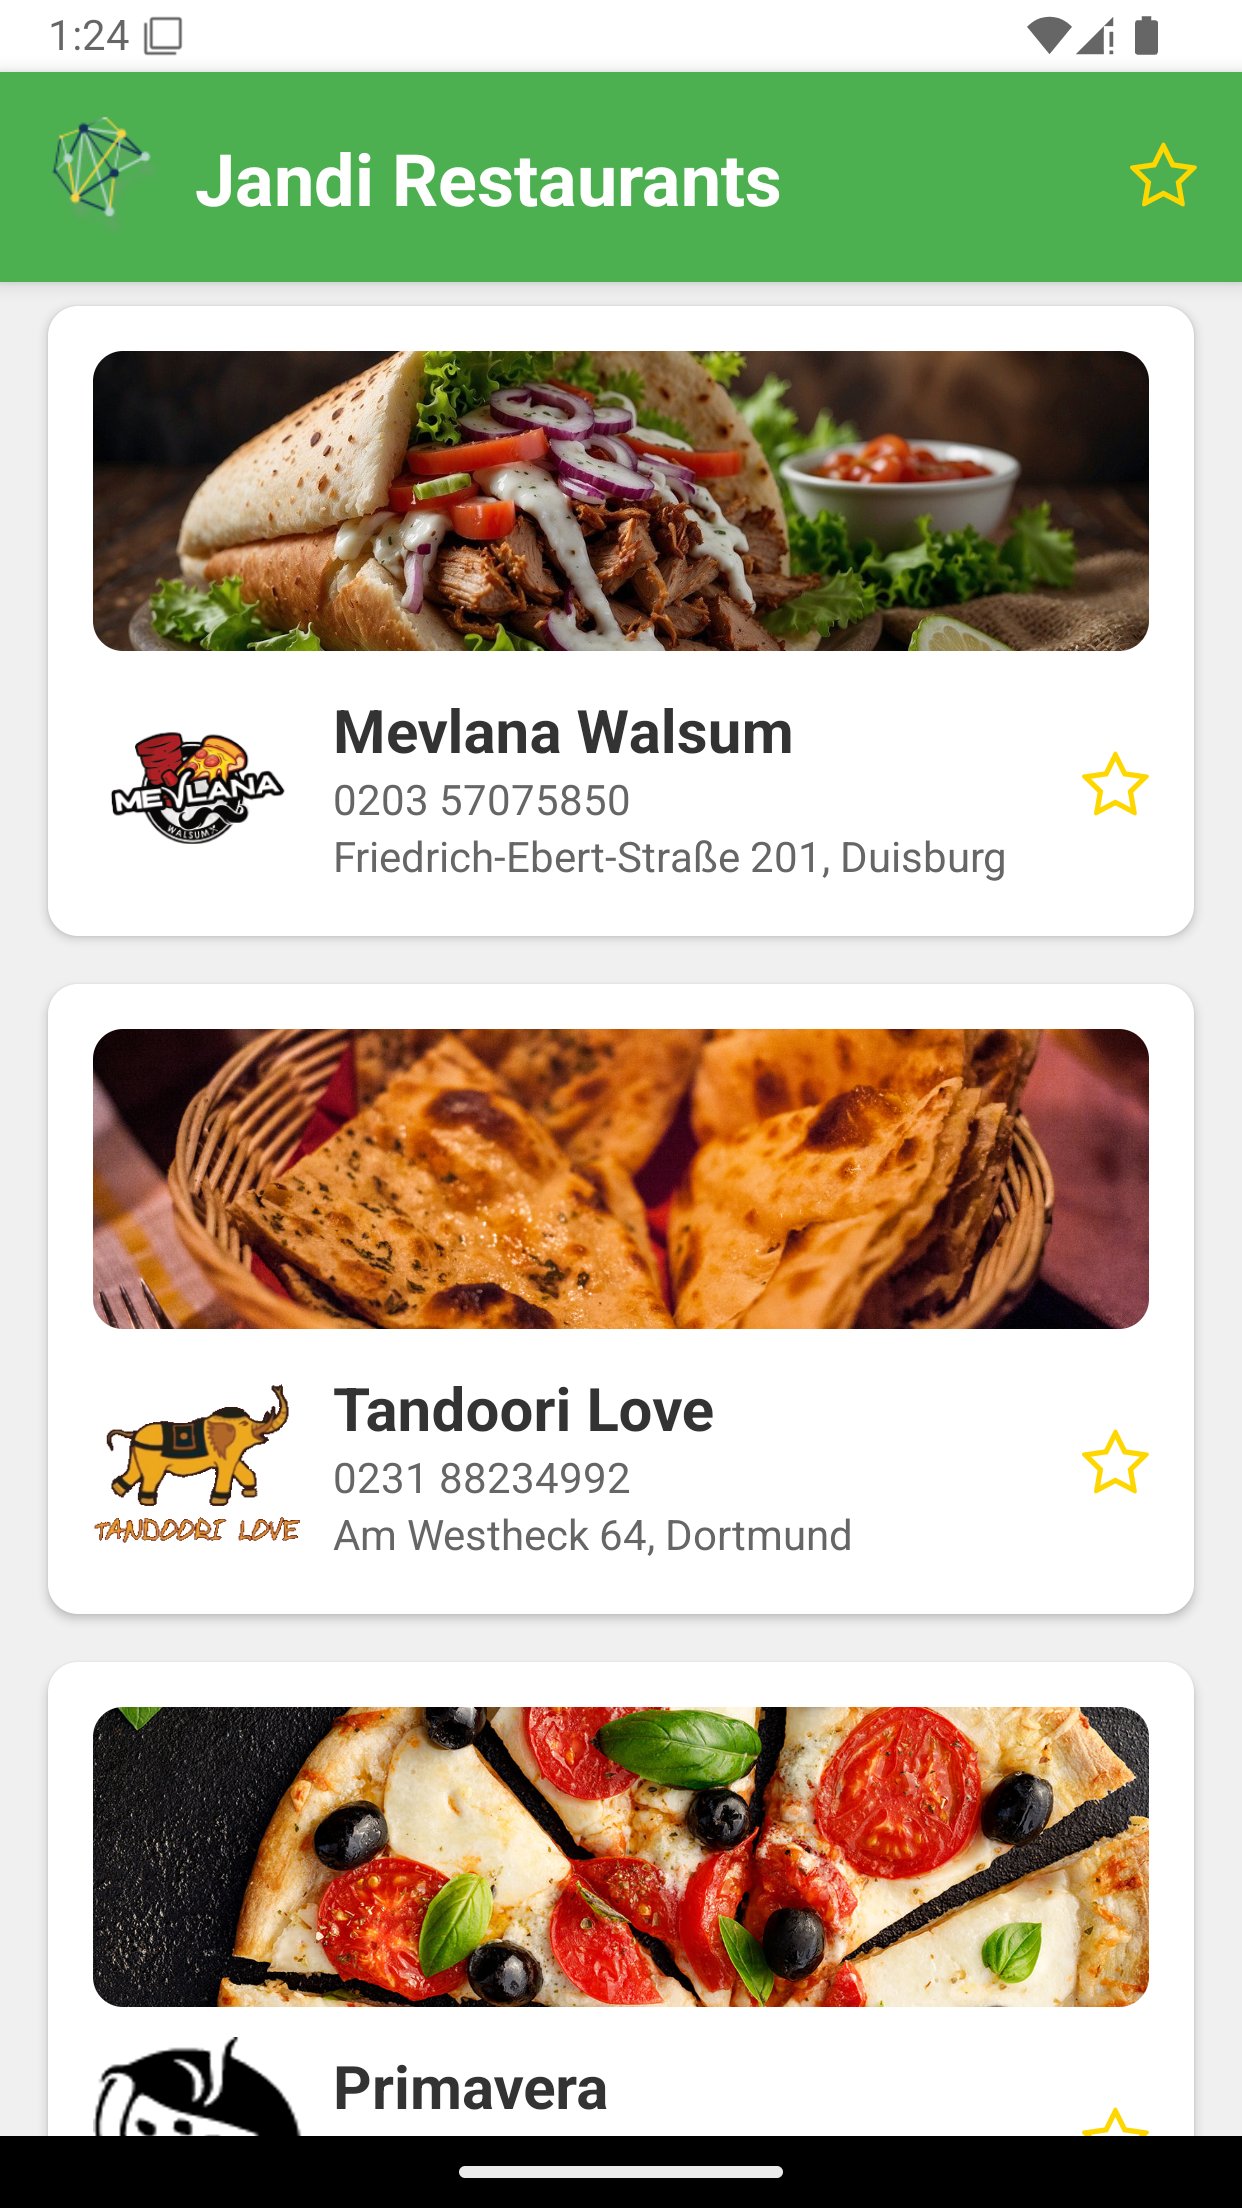 1:24
Jandi Restaurants
MEVLANA
WALSUM
Mevlana Walsum
0203 57075850
Friedrich-Ebert-Straße 201, Duisburg
TANDOORI LOVE
Tandoori Love
0231 88234992
Am Westheck 64, Dortmund
Primavera